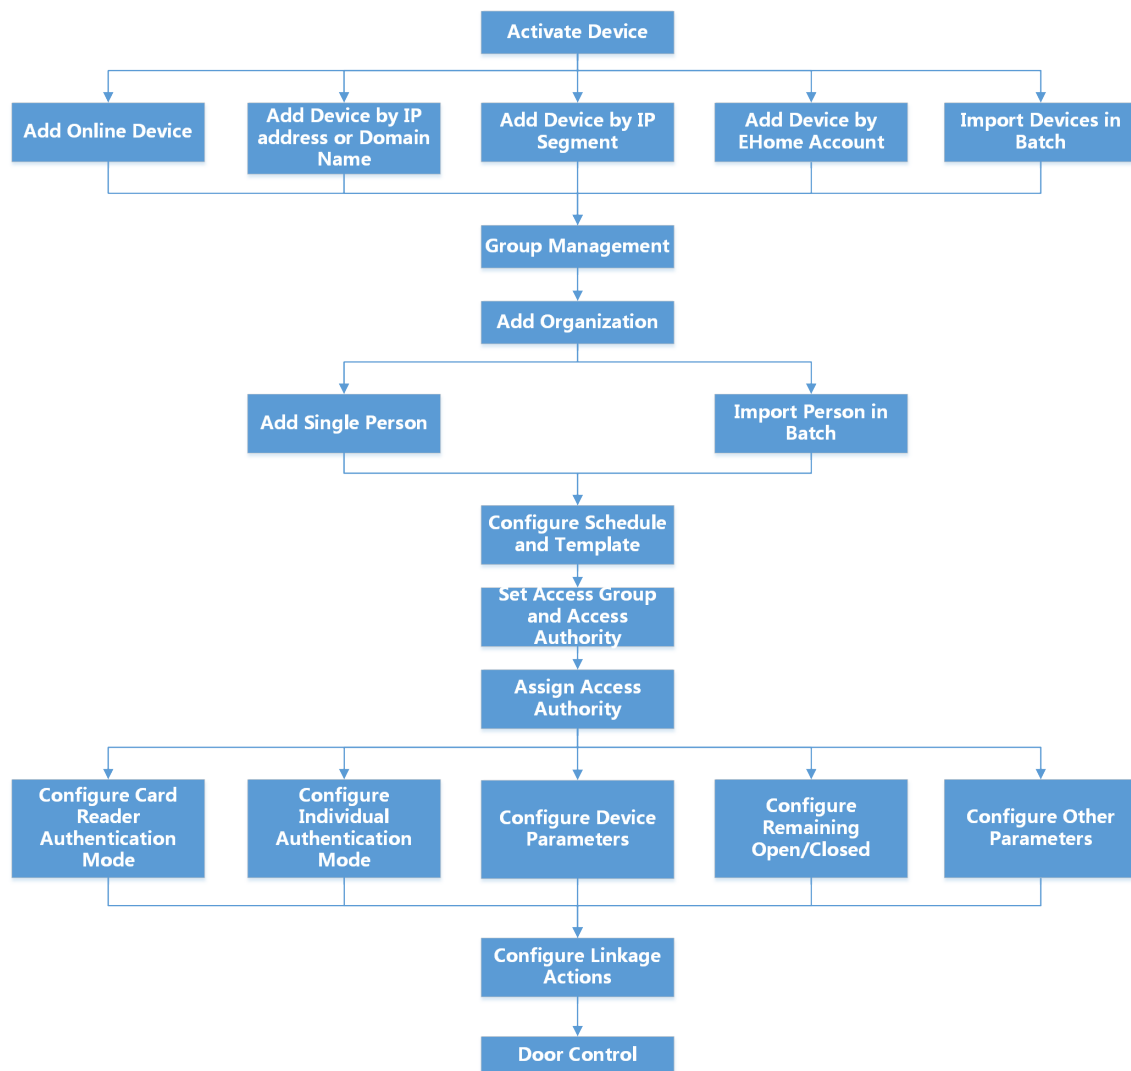 Activate Device
Add Online Device
Add Device by IP
address or Domain
Name
Add Device by IP
Segment
Add Device by
EHome Account
Import Devices in
Batch
Group Management
Add Organization
Add Single Person
Import Person in
Batch
Configure Schedule
and Template
Set Access Group
and Access
Authority
Assign Access
Authority
Configure Card
Reader
Authentication
Mode
Configure
Individual
Authentication
Mode
Configure Device
Parameters
Configure
Remaining
Open/Closed
Configure Other
Parameters
Configure Linkage
Actions
Door Control